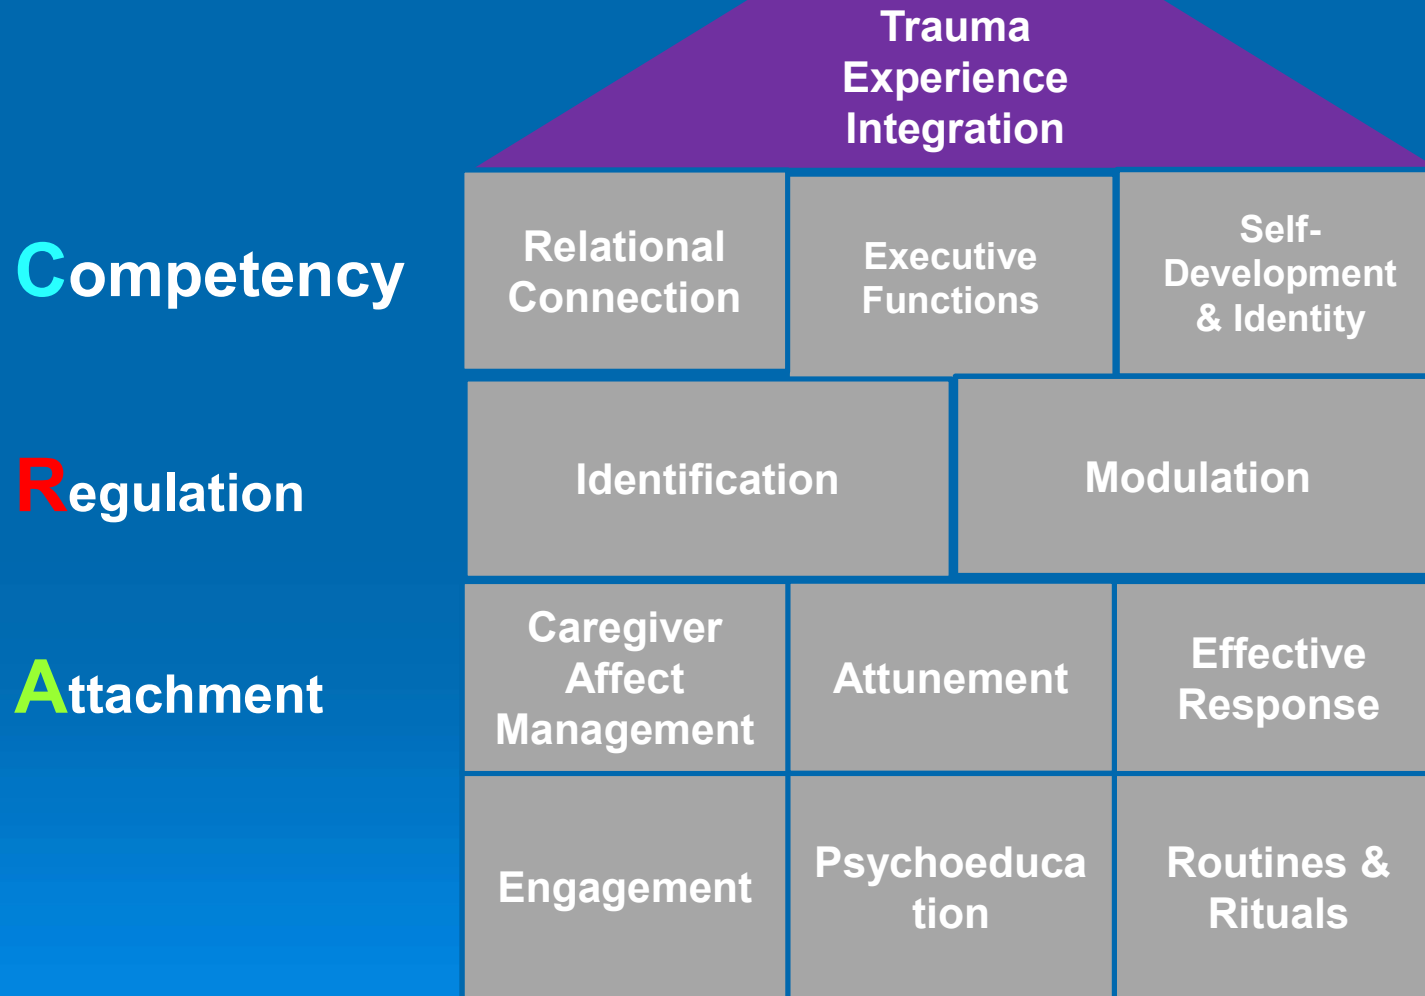 Trauma
Experience
Integration
Competency
Relational
Connection
Executive
Functions
Self-
Development
& Identity
Regulation
Identification
Modulation
Attachment
Caregiver
Affect
Management
Attunement
Effective
Response
Engagement
Psychoeduca
tion
Routines &
Rituals